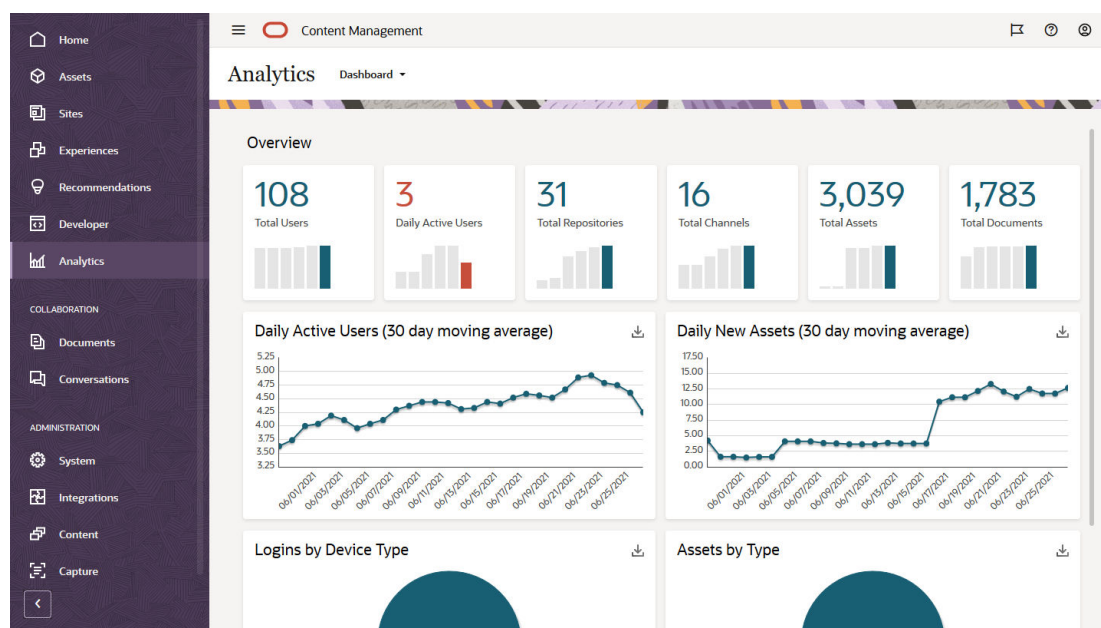 Home
Assets
Sites
Experiences
Recommendations
Developer
Analytics
COLLABORATION
Documents
Conversations
ADMINISTRATION
System
Integrations
Content
Capture
Content Management
Analytics Dashboard
Overview
108 3 31 16 3,039 1,783
Total Users Daily Active Users Total Repositories Total Channels Total Assets Total Documents
Daily Active Users (30 day moving average)
5.25
5.00
4.75
4.50
4.25
4.00
3.75
3.50
3.25
06/01/2021 06/03/2021 06/05/2021 06/07/2021 06/09/2021 06/11/2021 06/13/2021 06/15/2021 06/17/2021 06/19/2021 06/21/2021 06/23/2021 06/25/2021
Daily New Assets (30 day moving average)
17.50
15.00
12.50
10.00
7.50
5.00
2.50
0.00
06/01/2021 06/03/2021 06/05/2021 06/07/2021 06/09/2021 06/11/2021 06/13/2021 06/15/2021 06/17/2021 06/19/2021 06/21/2021 06/23/2021 06/25/2021
Logins by Device Type
Assets by Type